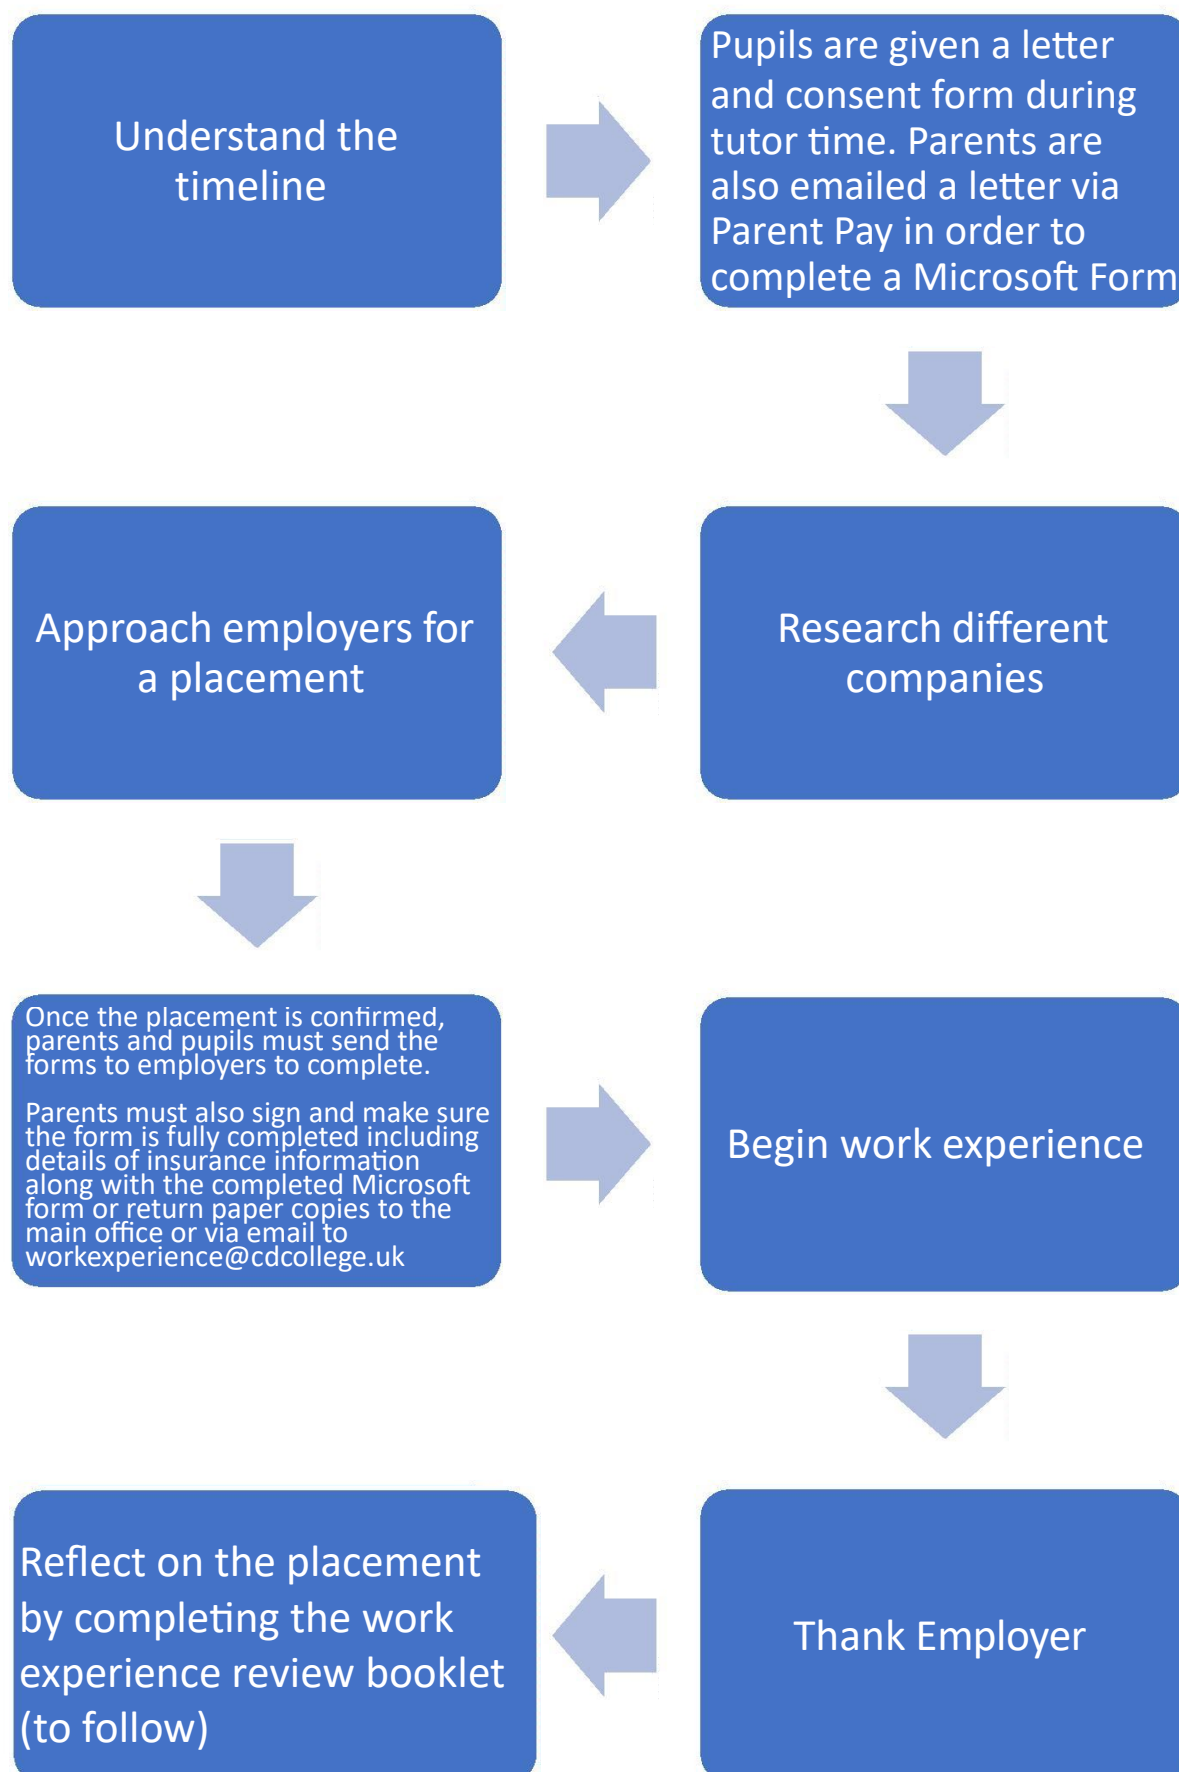 Understand the
timeline
Pupils are given a letter
and consent form during
tutor time. Parents are
also emailed a letter via
Parent Pay in order to
complete a Microsoft Form
Research different
companies
Approach employers for
a placement
Once the placement is confirmed,
parents and pupils must send the
forms to employers to complete.
Parents must also sign and make sure
the form is fully completed including
details of insurance information
along with the completed Microsoft
form or return paper copies to the
main office or via email to
workexperience@cdcollege.uk
Begin work experience
Thank Employer
Reflect on the placement
by completing the work
experience review booklet
(to follow)